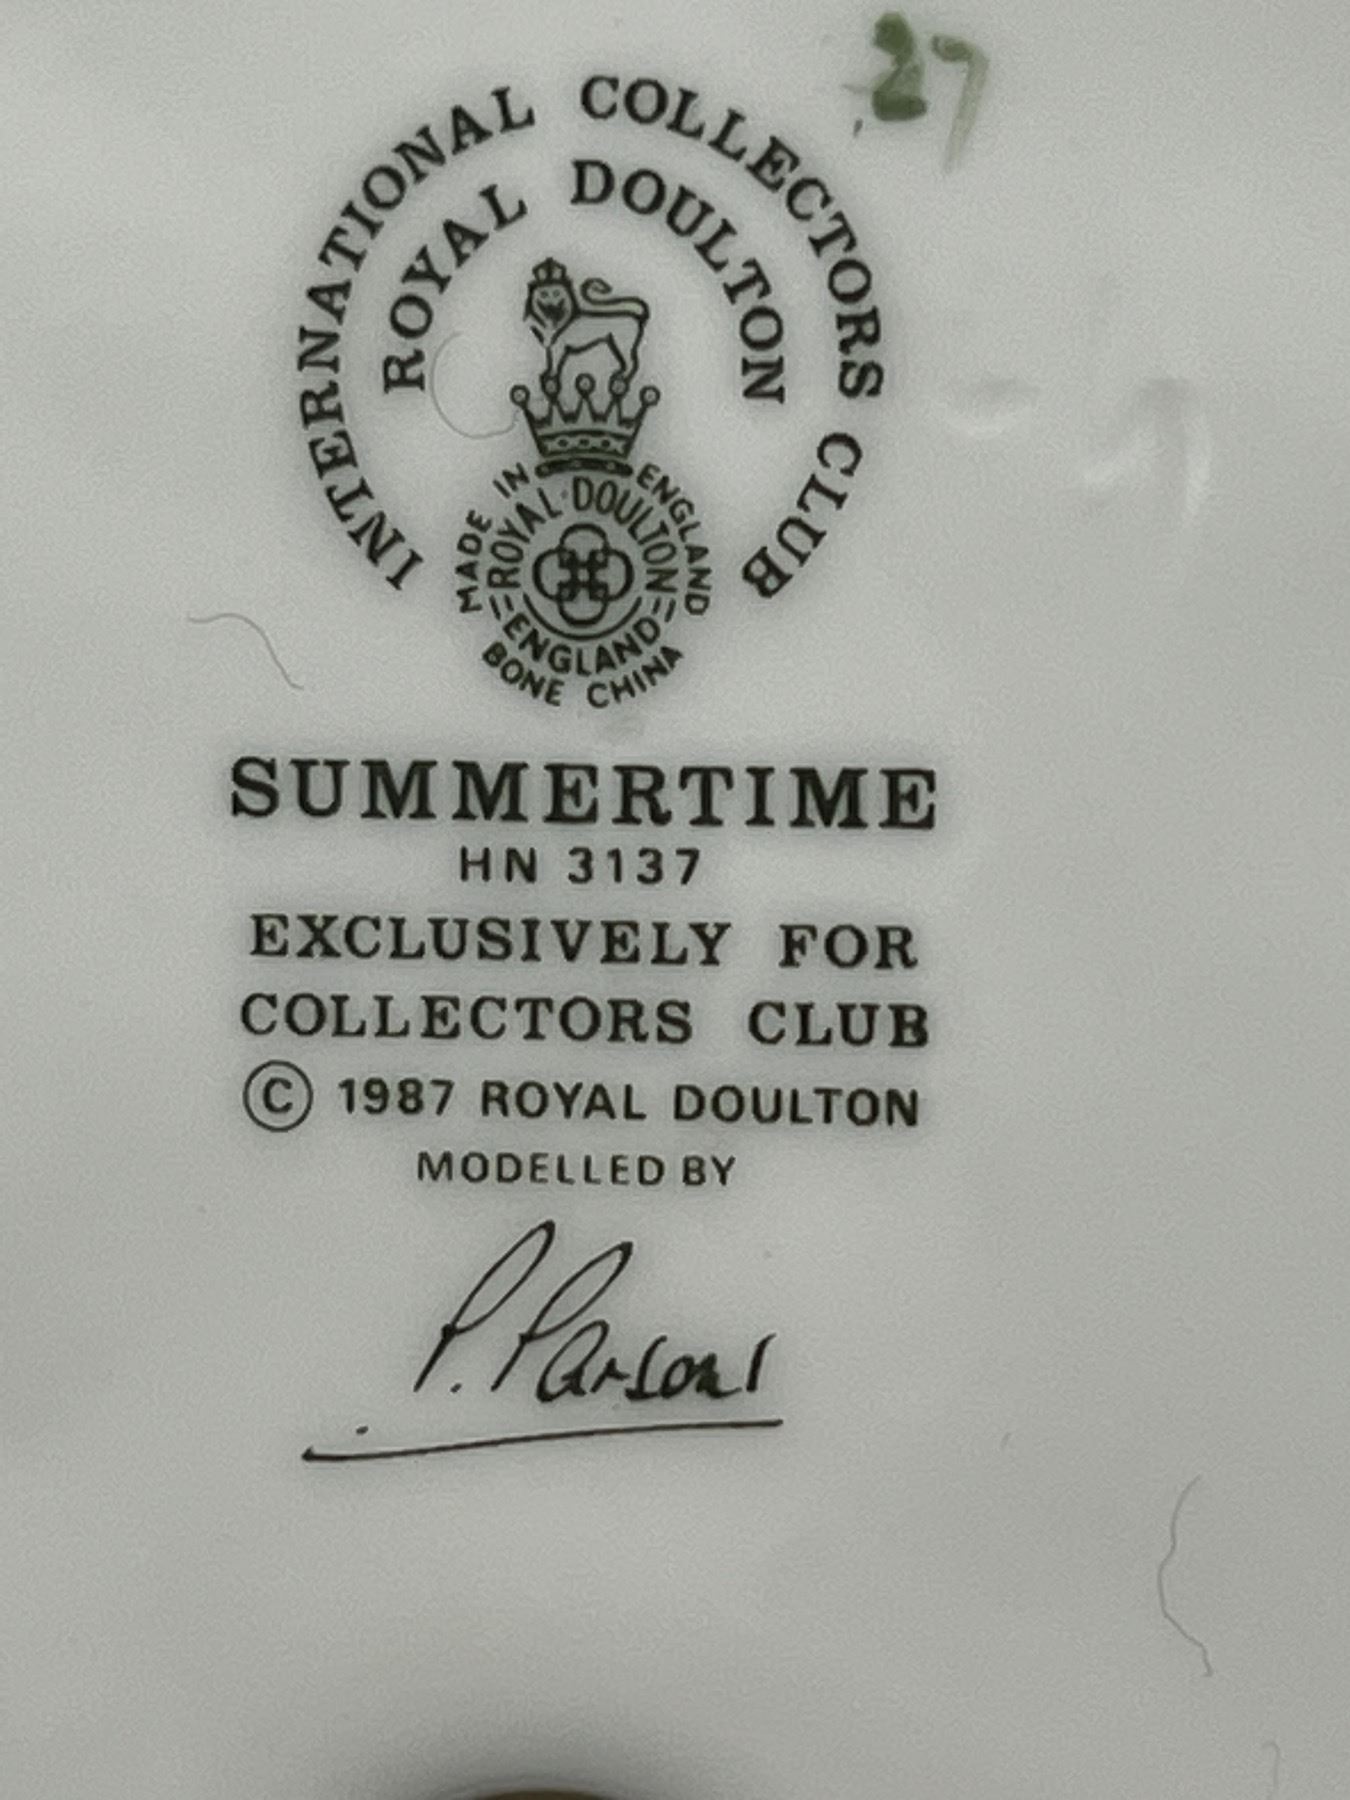 27
INTERNATIONAL COLLECTORS CLUB
ROYAL DOULTON
MADE IN ENGLAND
ROYAL DOULTON
ENGLAND
BONE CHINA
SUMMERTIME
HN 3137
EXCLUSIVELY FOR
COLLECTORS CLUB
© 1987 ROYAL DOULTON
MODELLED BY
P. Parsons